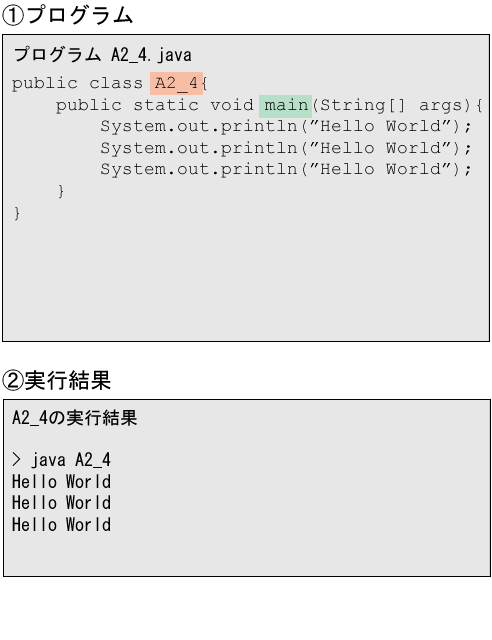 ①プログラム
プログラム A2_4.java
public class A2_4{
    public static void main(String[] args){
        System.out.println(”Hello World”);
        System.out.println(”Hello World”);
        System.out.println(”Hello World”);
    }
}
②実行結果
A2_4の実行結果
> java A2_4
Hello World
Hello World
Hello World